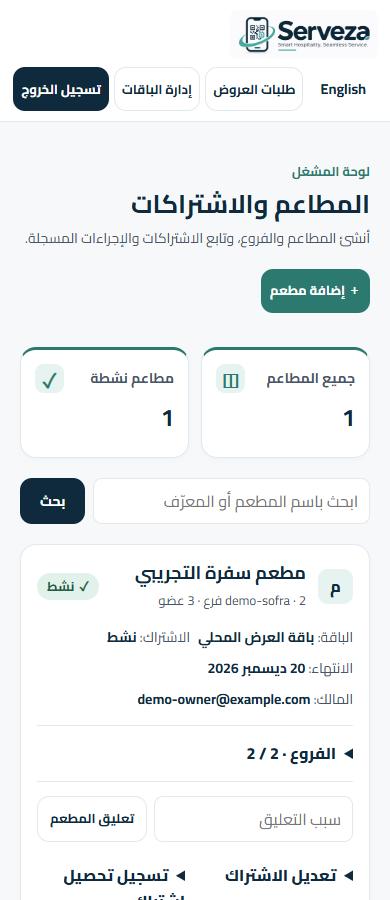 Serveza
Smart Hospitality. Seamless Service.
English
طلبات العروض
إدارة الباقات
تسجيل الخروج
لوحة المشغل
المطاعم والاشتراكات
أنشئ المطاعم والفروع، وتابع الاشتراكات والإجراءات المسجلة.
+ إضافة مطعم
جميع المطاعم
1
مطاعم نشطة
✓
1
ابحث باسم المطعم أو المعرّف
بحث
م
مطعم سفرة التجريبي
✓ نشط
demo-sofra · 2 فرع · 3 عضو
الباقة: باقة العرض المحلي الاشتراك: نشط
الانتهاء: 20 ديسمبر 2026
المالك: demo-owner@example.com
◀ الفروع · 2 / 2
سبب التعليق
تعليق المطعم
◀ تعديل الاشتراك
◀ تسجيل تحصيل